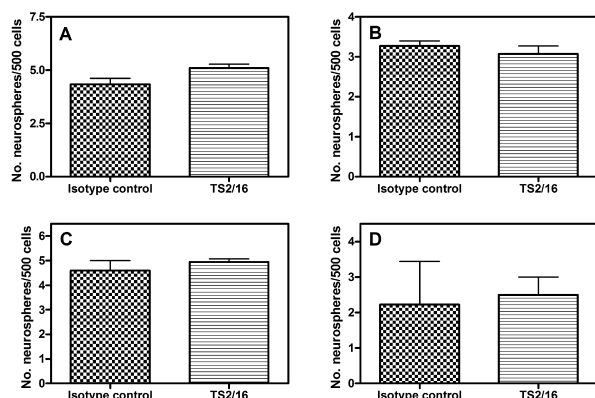 A
No. neurospheres/500 cells
7.5
5.0
2.5
0.0
Isotype control TS2/16
B
No. neurospheres/500 cells
4
3
2
1
0
Isotype control TS2/16
C
No. neurospheres/500 cells
6
5
4
3
2
1
0
Isotype control TS2/16
D
No. neurospheres/500 cells
4
3
2
1
0
Isotype control TS2/16